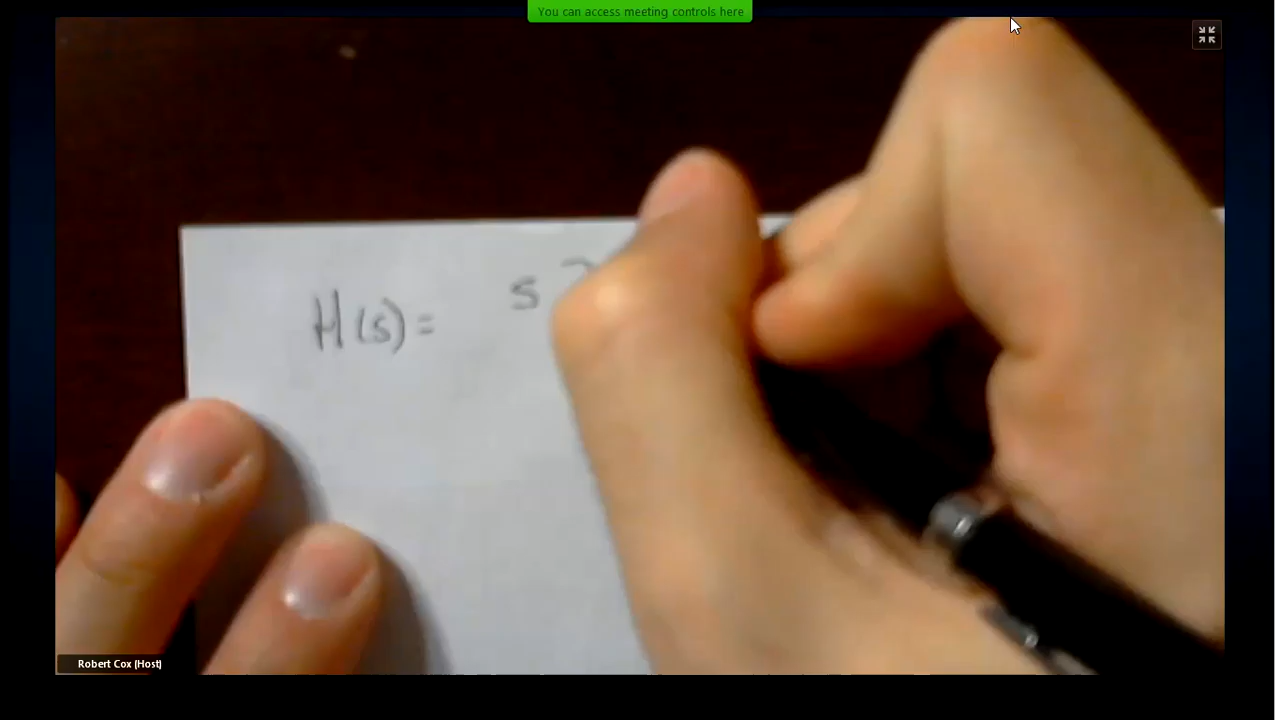 You can access meeting controls here
H(s)= s
Robert Cox (Host)